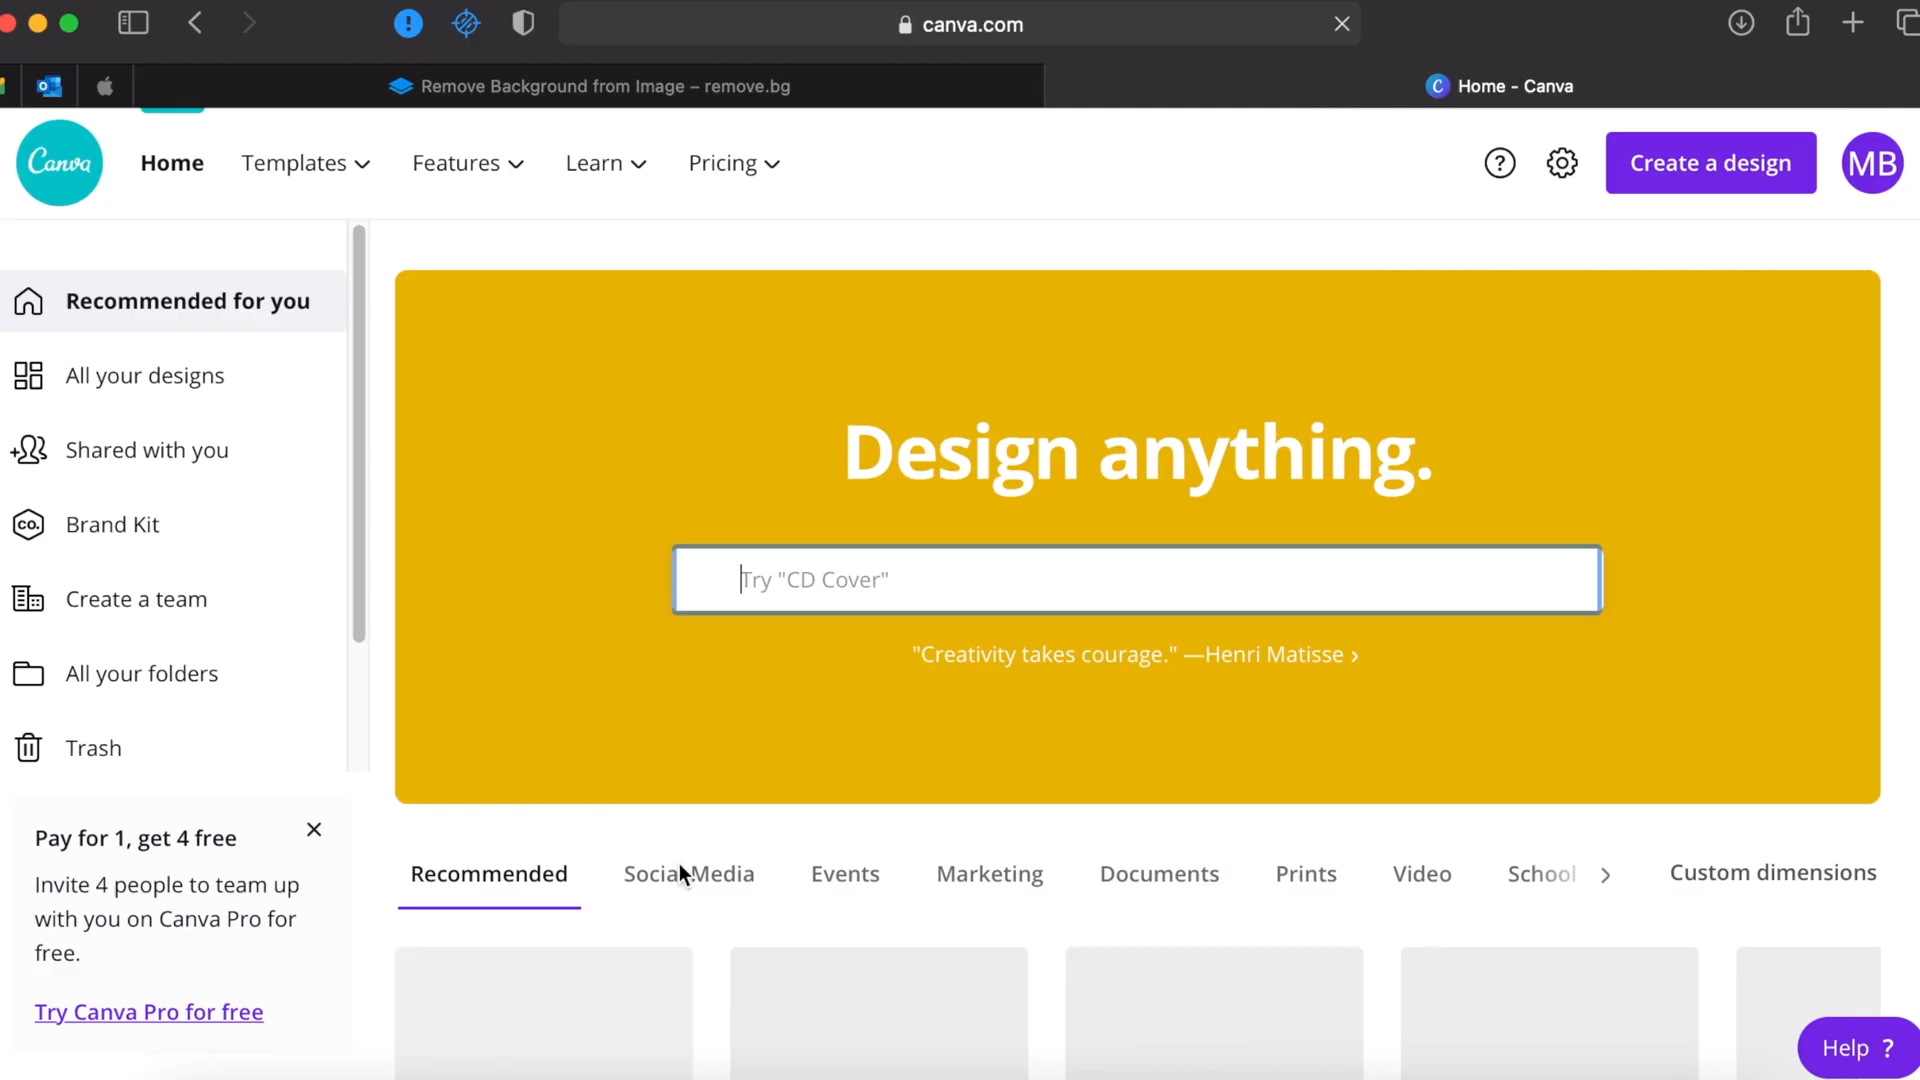 canva.com
Remove Background from Image – remove.bg
Home - Canva
Canva
Home
Templates
Features
Learn
Pricing
?
Create a design
MB
Recommended for you
All your designs
Shared with you
CO.
Brand Kit
Create a team
All your folders
Trash
Design anything.
Try "CD Cover"
"Creativity takes courage." —Henri Matisse ›
Pay for 1, get 4 free
Invite 4 people to team up
with you on Canva Pro for
free.
Try Canva Pro for free
Recommended
Social Media
Events
Marketing
Documents
Prints
Video
School
Custom dimensions
Help ?